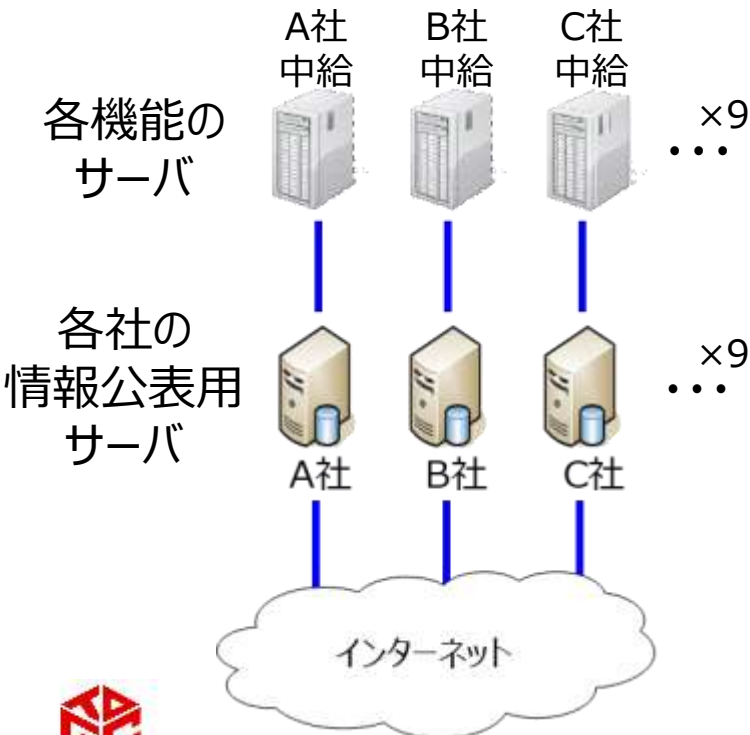 A社 B社 C社
中給 中給 中給
各機能の
サーバ
×9
・・・
各社の
情報公表用
サーバ
×9
・・・
A社 B社 C社
インターネット